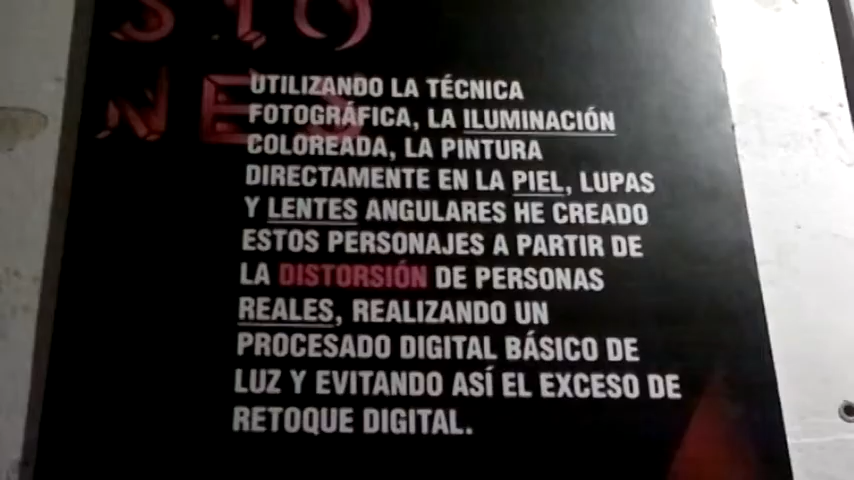 SIO
NES
UTILIZANDO LA TÉCNICA
FOTOGRÁFICA, LA ILUMINACIÓN
COLOREADA, LA PINTURA
DIRECTAMENTE EN LA PIEL, LUPAS
Y LENTES ANGULARES HE CREADO
ESTOS PERSONAJES A PARTIR DE
LA DISTORSIÓN DE PERSONAS
REALES, REALIZANDO UN
PROCESADO DIGITAL BÁSICO DE
LUZ Y EVITANDO ASÍ EL EXCESO DE
RETOQUE DIGITAL.